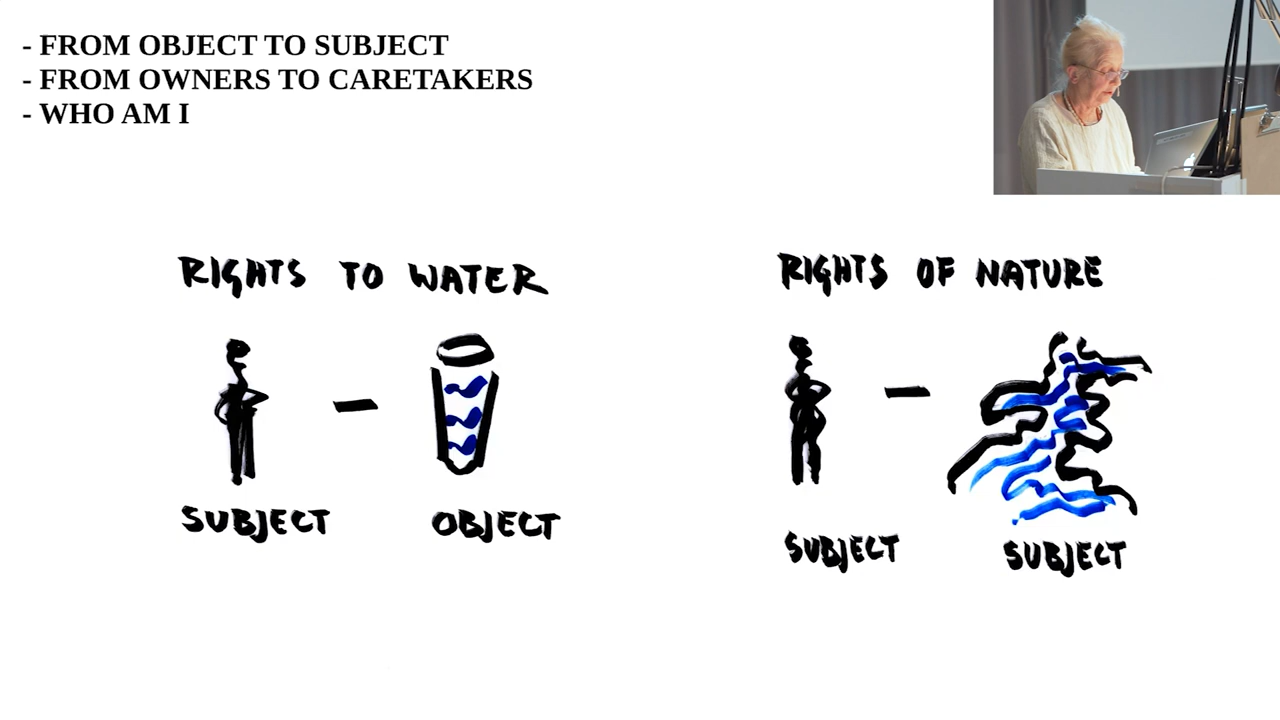 - FROM OBJECT TO SUBJECT
- FROM OWNERS TO CARETAKERS
- WHO AM I
RIGHTS TO WATER
SUBJECT
OBJECT
RIGHTS OF NATURE
SUBJECT
SUBJECT